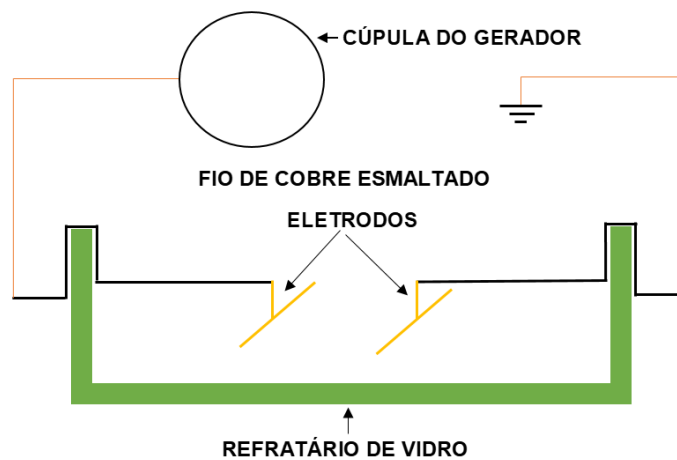 CÚPULA DO GERADOR
FIO DE COBRE ESMALTADO
ELETRODOS
REFRATÁRIO DE VIDRO